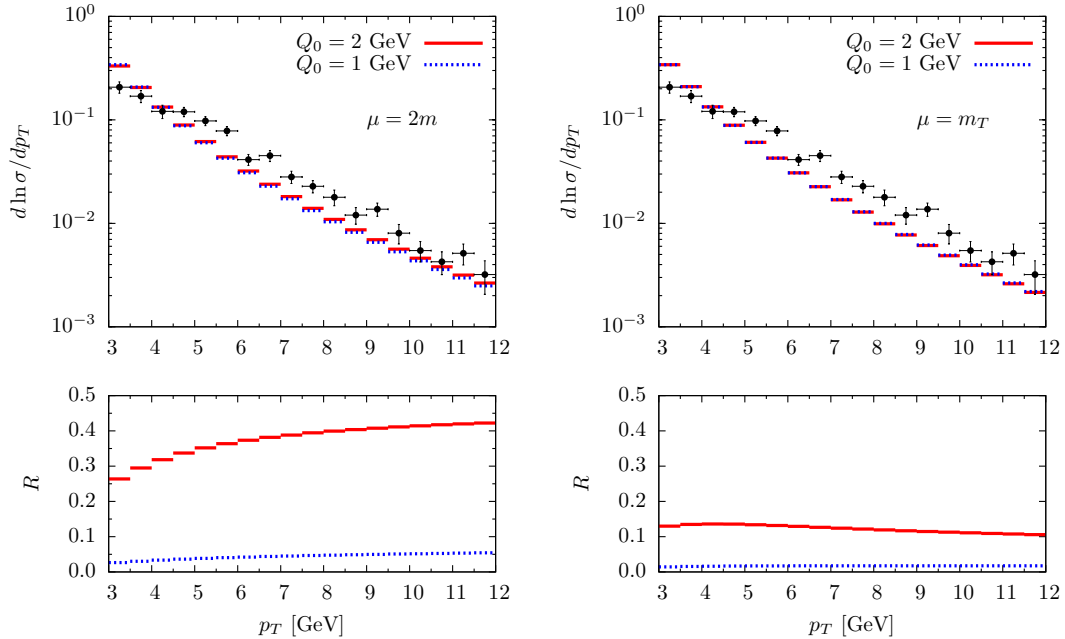 10^0
10^{-1}
10^{-2}
10^{-3}
d ln σ/dp_T
Q_0 = 2 GeV
Q_0 = 1 GeV
μ = 2m
3 4 5 6 7 8 9 10 11 12
10^0
10^{-1}
10^{-2}
10^{-3}
d ln σ/dp_T
Q_0 = 2 GeV
Q_0 = 1 GeV
μ = m_T
3 4 5 6 7 8 9 10 11 12
0.5
0.4
0.3
0.2
0.1
0.0
R
3 4 5 6 7 8 9 10 11 12
p_T [GeV]
0.5
0.4
0.3
0.2
0.1
0.0
R
3 4 5 6 7 8 9 10 11 12
p_T [GeV]